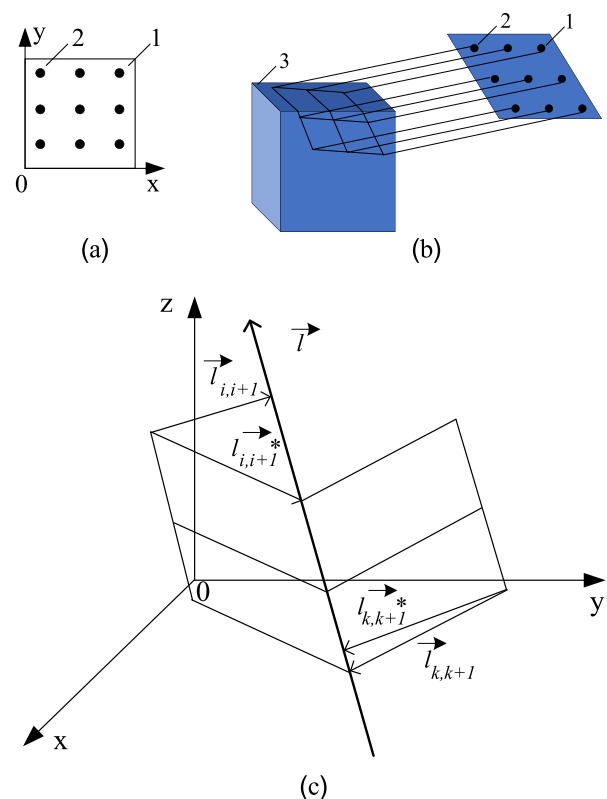 y 2 1
0 x
(a)
3 2 1
(b)
z
l
l i,i+1
l i,i+1 *
0
y
l k,k+1 *
l k,k+1
x
(c)